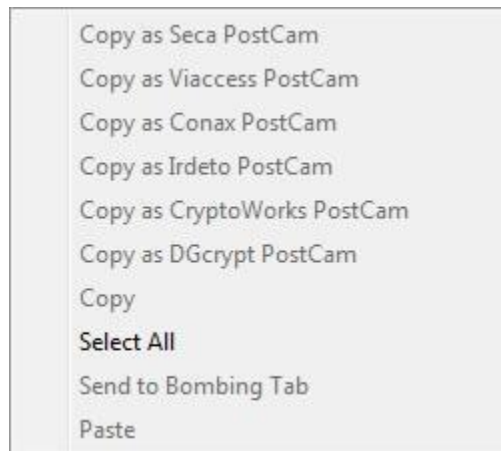 Copy as Seca PostCam
Copy as Viaccess PostCam
Copy as Conax PostCam
Copy as Irdeto PostCam
Copy as CryptoWorks PostCam
Copy as DGcrypt PostCam
Copy
Select All
Send to Bombing Tab
Paste